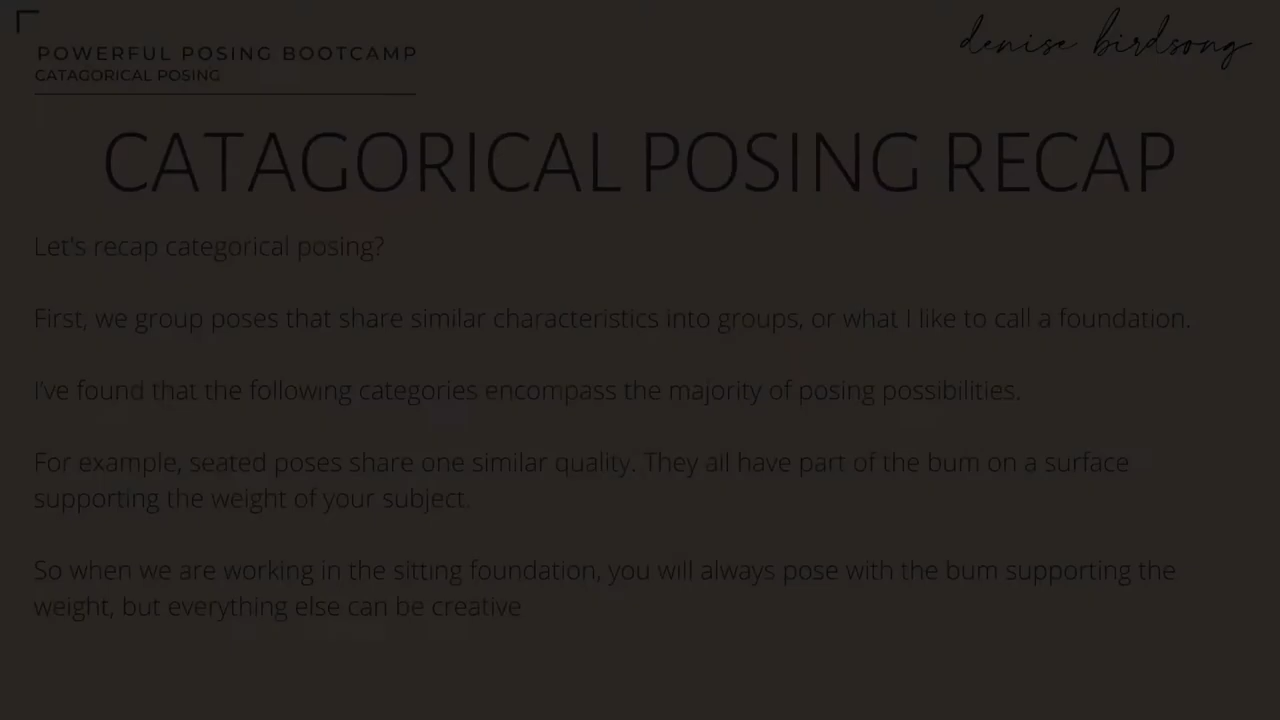 POWERFUL POSING BOOTCAMP
CATAGORICAL POSING
denise birdsong
CATAGORICAL POSING RECAP
Let's recap categorical posing?
First, we group poses that share similar characteristics into groups, or what I like to call a foundation.
I've found that the following categories encompass the majority of posing possibilities.
For example, seated poses share one similar quality. They all have part of the bum on a surface
supporting the weight of your subject.
So when we are working in the sitting foundation, you will always pose with the bum supporting the
weight, but everything else can be creative